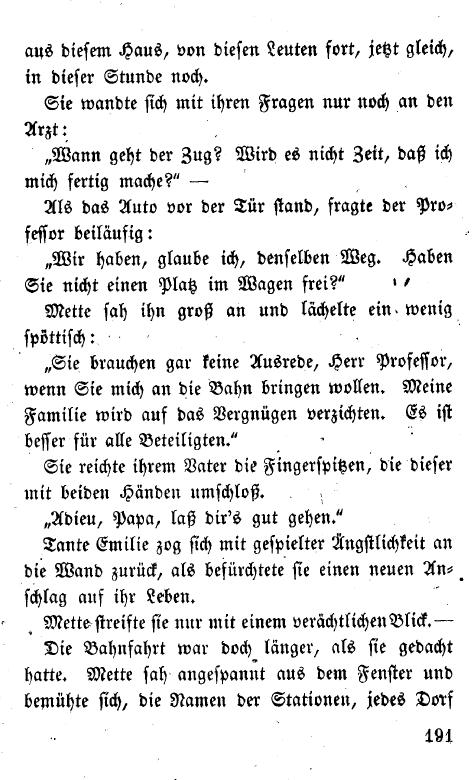 aus diesem Haus, von diesen Leuten fort, jetzt gleich,
in dieser Stunde noch.
Sie wandte sich mit ihren Fragen nur noch an den
Arzt:
„Wann geht der Zug? Wird es nicht Zeit, daß ich
mich fertig mache?“ —
Als das Auto vor der Tür stand, fragte der Pro-
fessor beiläufig:
„Wir haben, glaube ich, denselben Weg. Haben
Sie nicht einen Platz im Wagen frei?“
Mette sah ihn groß an und lächelte ein wenig
spöttisch:
„Sie brauchen gar keine Ausrede, Herr Professor,
wenn Sie mich an die Bahn bringen wollen. Meine
Familie wird auf das Vergnügen verzichten. Es ist
besser für alle Beteiligten.“
Sie reichte ihrem Vater die Fingerspitzen, die dieser
mit beiden Händen umschloß.
„Adieu, Papa, laß dir's gut gehen.“
Tante Emilie zog sich mit gespielter Ängstlichkeit an
die Wand zurück, als befürchtete sie einen neuen An-
schlag auf ihr Leben.
Mette streifte sie nur mit einem verächtlichen Blick. —
Die Bahnfahrt war doch länger, als sie gedacht
hatte. Mette sah angespannt aus dem Fenster und
bemühte sich, die Namen der Stationen, jedes Dorf
191